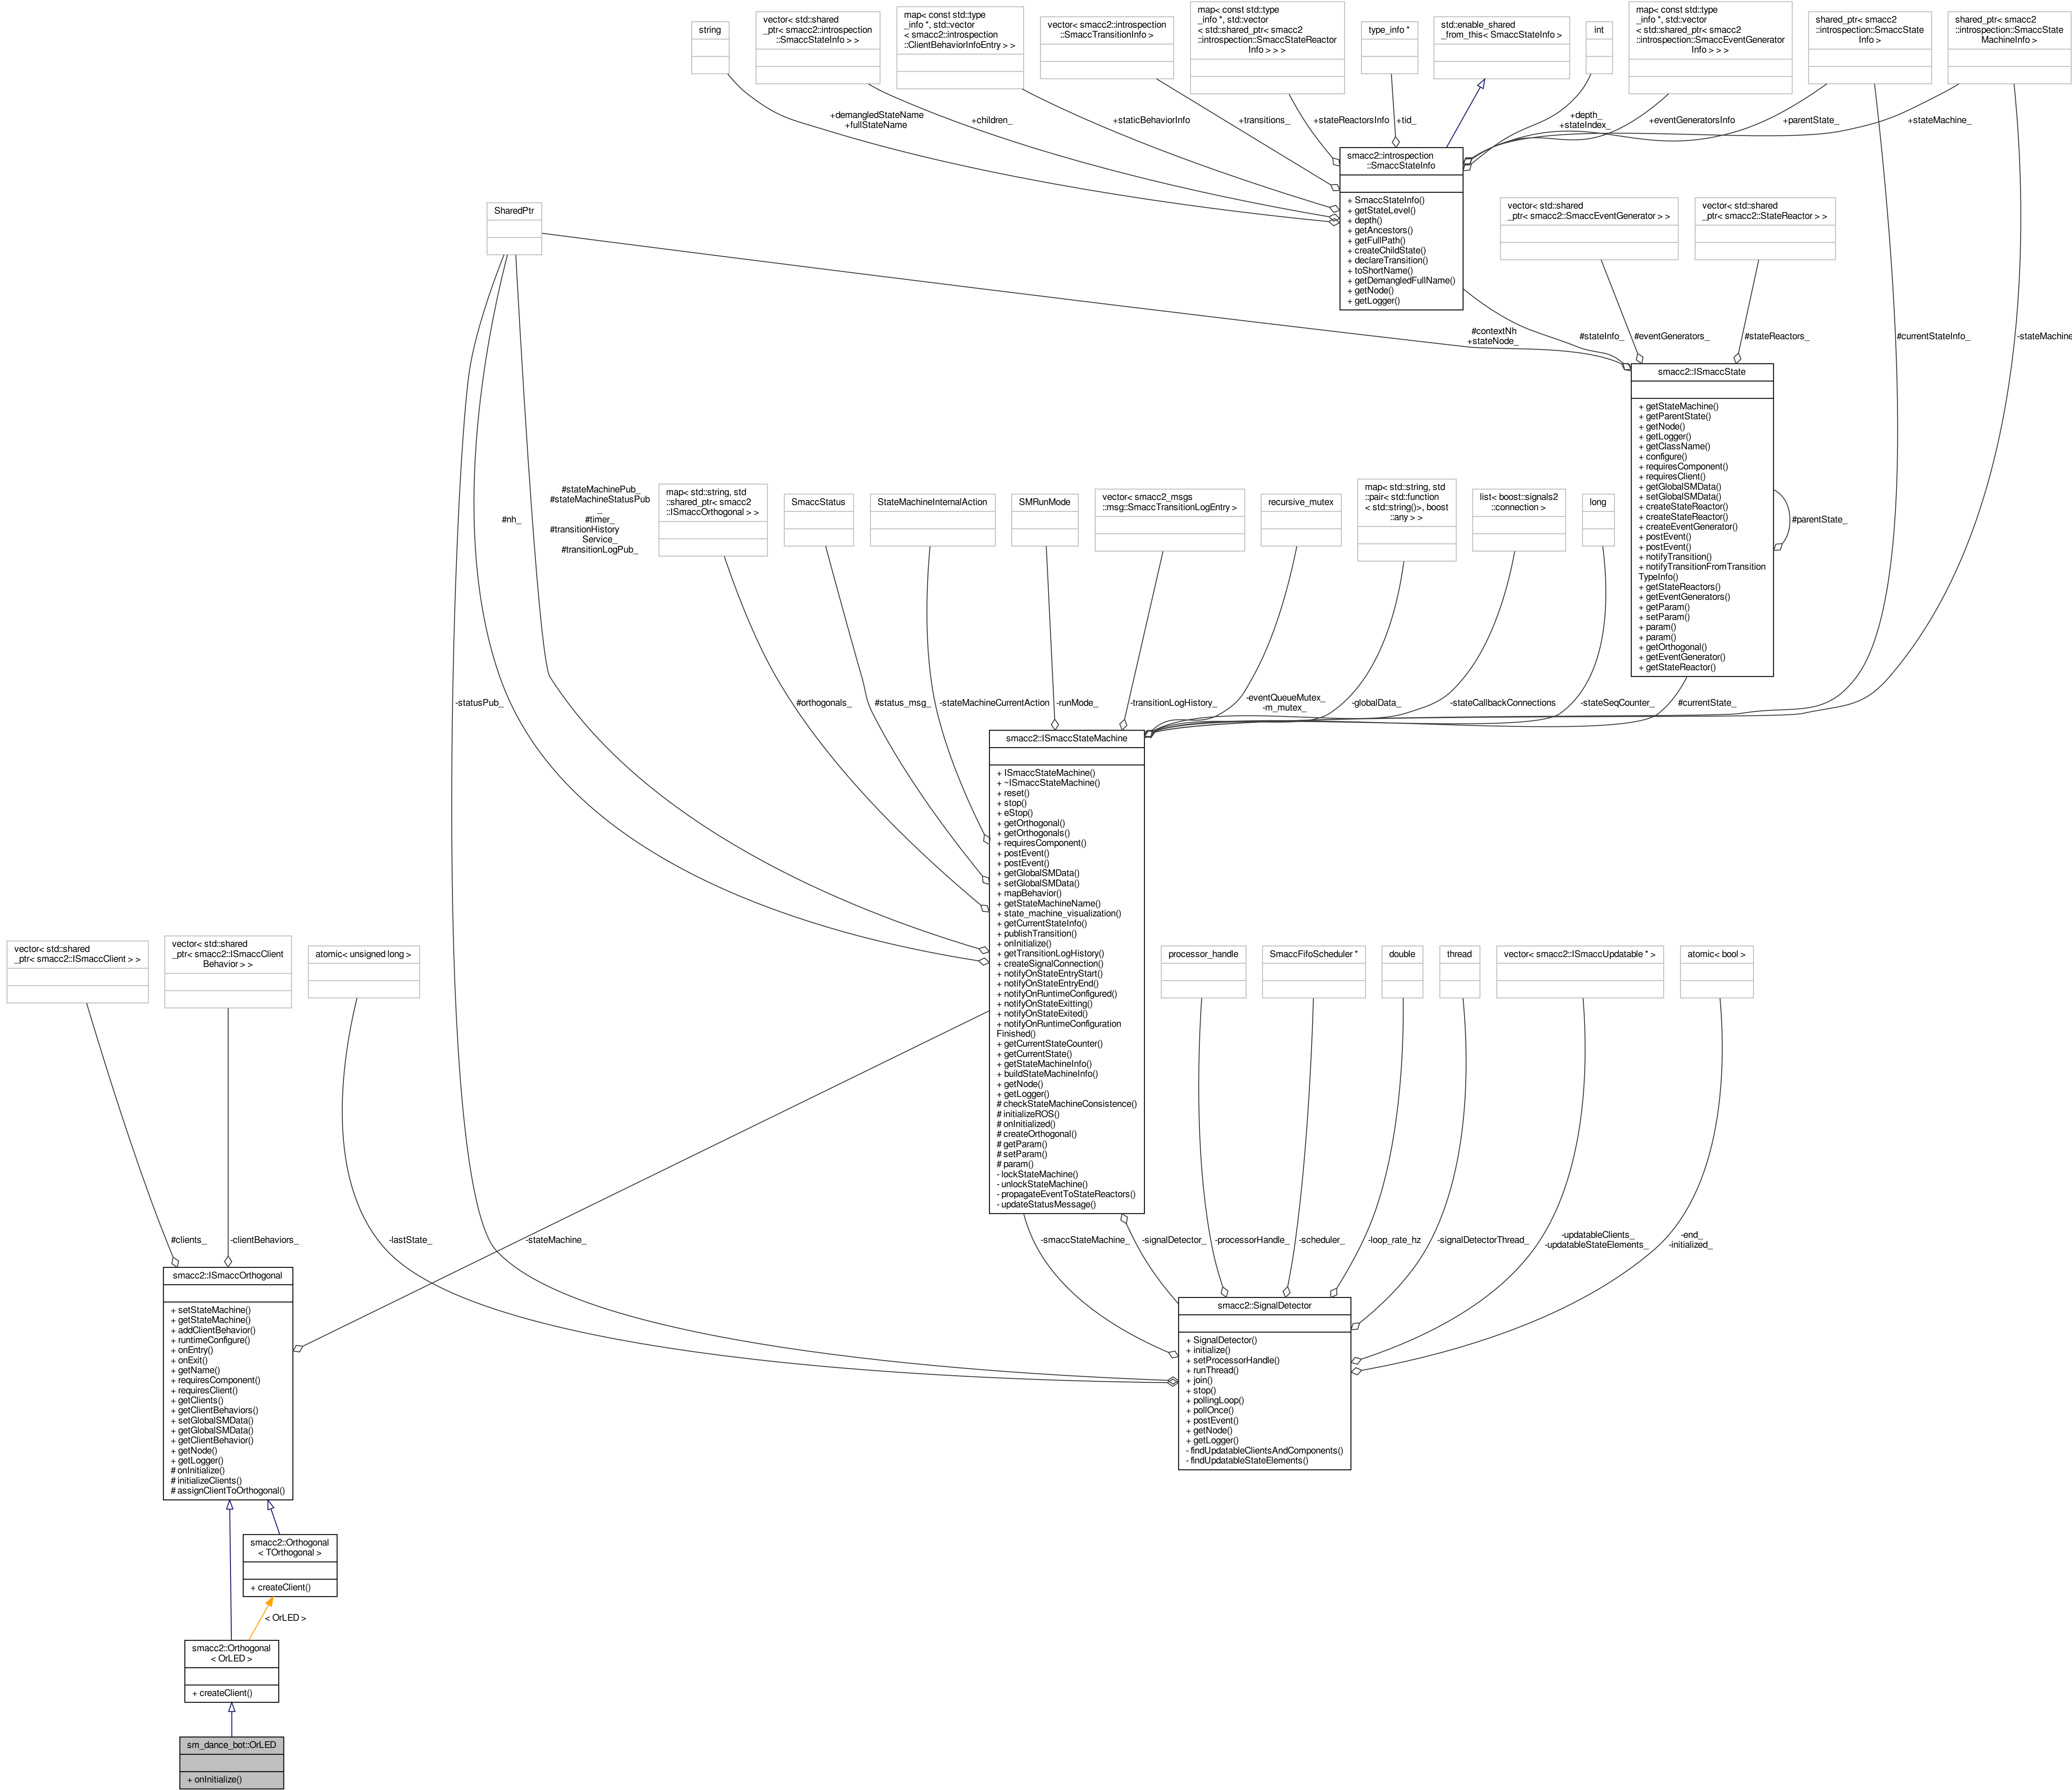 string
vector< std::shared
_ptr< smacc2::introspection
::SmaccStateInfo > >
map< const std::type
_info *, std::vector
< smacc2::introspection
::ClientBehaviorInfoEntry > >
vector< smacc2::introspection
::SmaccTransitionInfo >
map< const std::type
_info *, std::vector
< std::shared_ptr< smacc2
::introspection::SmaccStateReactor
Info > > >
type_info *
std::enable_shared
_from_this< SmaccStateInfo >
int
map< const std::type
_info *, std::vector
< std::shared_ptr< smacc2
::introspection::SmaccEventGenerator
Info > > >
shared_ptr< smacc2
::introspection::SmaccState
Info >
shared_ptr< smacc2
::introspection::SmaccState
MachineInfo >
+demangledStateName
+fullStateName
+children_
+staticBehaviorInfo
+transitions_
+stateReactorsInfo
+tid_
+depth_
+stateIndex_
+eventGeneratorsInfo
+parentState_
+stateMachine_
smacc2::introspection
::SmaccStateInfo
+ SmaccStateInfo()
+ getStateLevel()
+ depth()
+ getAncestors()
+ getFullPath()
+ createChildState()
+ declareTransition()
+ toShortName()
+ getDemangledFullName()
+ getNode()
+ getLogger()
SharedPtr
vector< std::shared
_ptr< smacc2::SmaccEventGenerator > >
vector< std::shared
_ptr< smacc2::StateReactor > >
#contextNh
+stateNode_
#stateInfo_
#eventGenerators_
#stateReactors_
#currentStateInfo_
-stateMachine
smacc2::ISmaccState
+ getStateMachine()
+ getParentState()
+ getNode()
+ getLogger()
+ getClassName()
+ configure()
+ requiresComponent()
+ requiresClient()
+ getGlobalSMData()
+ setGlobalSMData()
+ createStateReactor()
+ createStateReactor()
+ createEventGenerator()
+ postEvent()
+ postEvent()
+ notifyTransition()
+ notifyTransitionFromTransition
TypeInfo()
+ getStateReactors()
+ getEventGenerators()
+ getParam()
+ setParam()
+ param()
+ param()
+ getOrthogonal()
+ getEventGenerator()
+ getStateReactor()
#parentState_
#nh_
#stateMachinePub_
#stateMachineStatusPub
_
#timer_
#transitionHistory
Service_
#transitionLogPub_
map< std::string, std
::shared_ptr< smacc2
::ISmaccOrthogonal > >
SmaccStatus
StateMachineInternalAction
SMRunMode
vector< smacc2_msgs
::msg::SmaccTransitionLogEntry >
recursive_mutex
map< std::string, std
::pair< std::function
< std::string()>, boost
::any > >
list< boost::signals2
::connection >
long
-statusPub_
#orthogonals_
#status_msg_
-stateMachineCurrentAction
-runMode_
-transitionLogHistory_
-eventQueueMutex_
-m_mutex_
-globalData_
-stateCallbackConnections
-stateSeqCounter_
#currentState_
smacc2::ISmaccStateMachine
+ ISmaccStateMachine()
+ ~ISmaccStateMachine()
+ reset()
+ stop()
+ eStop()
+ getOrthogonal()
+ getOrthogonals()
+ requiresComponent()
+ postEvent()
+ postEvent()
+ getGlobalSMData()
+ setGlobalSMData()
+ mapBehavior()
+ getStateMachineName()
+ state_machine_visualization()
+ getCurrentStateInfo()
+ publishTransition()
+ onInitialize()
+ getTransitionLogHistory()
+ createSignalConnection()
+ notifyOnStateEntryStart()
+ notifyOnStateEntryEnd()
+ notifyOnRuntimeConfigured()
+ notifyOnStateExitting()
+ notifyOnStateExited()
+ notifyOnRuntimeConfiguration
Finished()
+ getCurrentStateCounter()
+ getCurrentState()
+ getStateMachineInfo()
+ buildStateMachineInfo()
+ getNode()
+ getLogger()
# checkStateMachineConsistence()
# initializeROS()
# onInitialized()
# createOrthogonal()
# getParam()
# setParam()
# param()
- lockStateMachine()
- unlockStateMachine()
- propagateEventToStateReactors()
- updateStatusMessage()
vector< std::shared
_ptr< smacc2::ISmaccClient > >
vector< std::shared
_ptr< smacc2::ISmaccClient
Behavior > >
atomic< unsigned long >
processor_handle
SmaccFifoScheduler *
double
thread
vector< smacc2::ISmaccUpdatable * >
atomic< bool >
#clients_
-clientBehaviors_
-lastState_
-stateMachine_
-smaccStateMachine_
-signalDetector_
-processorHandle_
-scheduler_
-loop_rate_hz
-signalDetectorThread_
-updatableClients_
-updatableStateElements_
-end_
-initialized_
smacc2::ISmaccOrthogonal
+ setStateMachine()
+ getStateMachine()
+ addClientBehavior()
+ runtimeConfigure()
+ onEntry()
+ onExit()
+ getName()
+ requiresComponent()
+ requiresClient()
+ getClients()
+ getClientBehaviors()
+ setGlobalSMData()
+ getGlobalSMData()
+ getClientBehavior()
+ getNode()
+ getLogger()
# onInitialize()
# initializeClients()
# assignClientToOrthogonal()
smacc2::SignalDetector
+ SignalDetector()
+ initialize()
+ setProcessorHandle()
+ runThread()
+ join()
+ stop()
+ pollingLoop()
+ pollOnce()
+ postEvent()
+ getNode()
+ getLogger()
- findUpdatableClientsAndComponents()
- findUpdatableStateElements()
smacc2::Orthogonal
< TOrthogonal >
+ createClient()
< OrLED >
smacc2::Orthogonal
< OrLED >
+ createClient()
sm_dance_bot::OrLED
+ onInitialize()